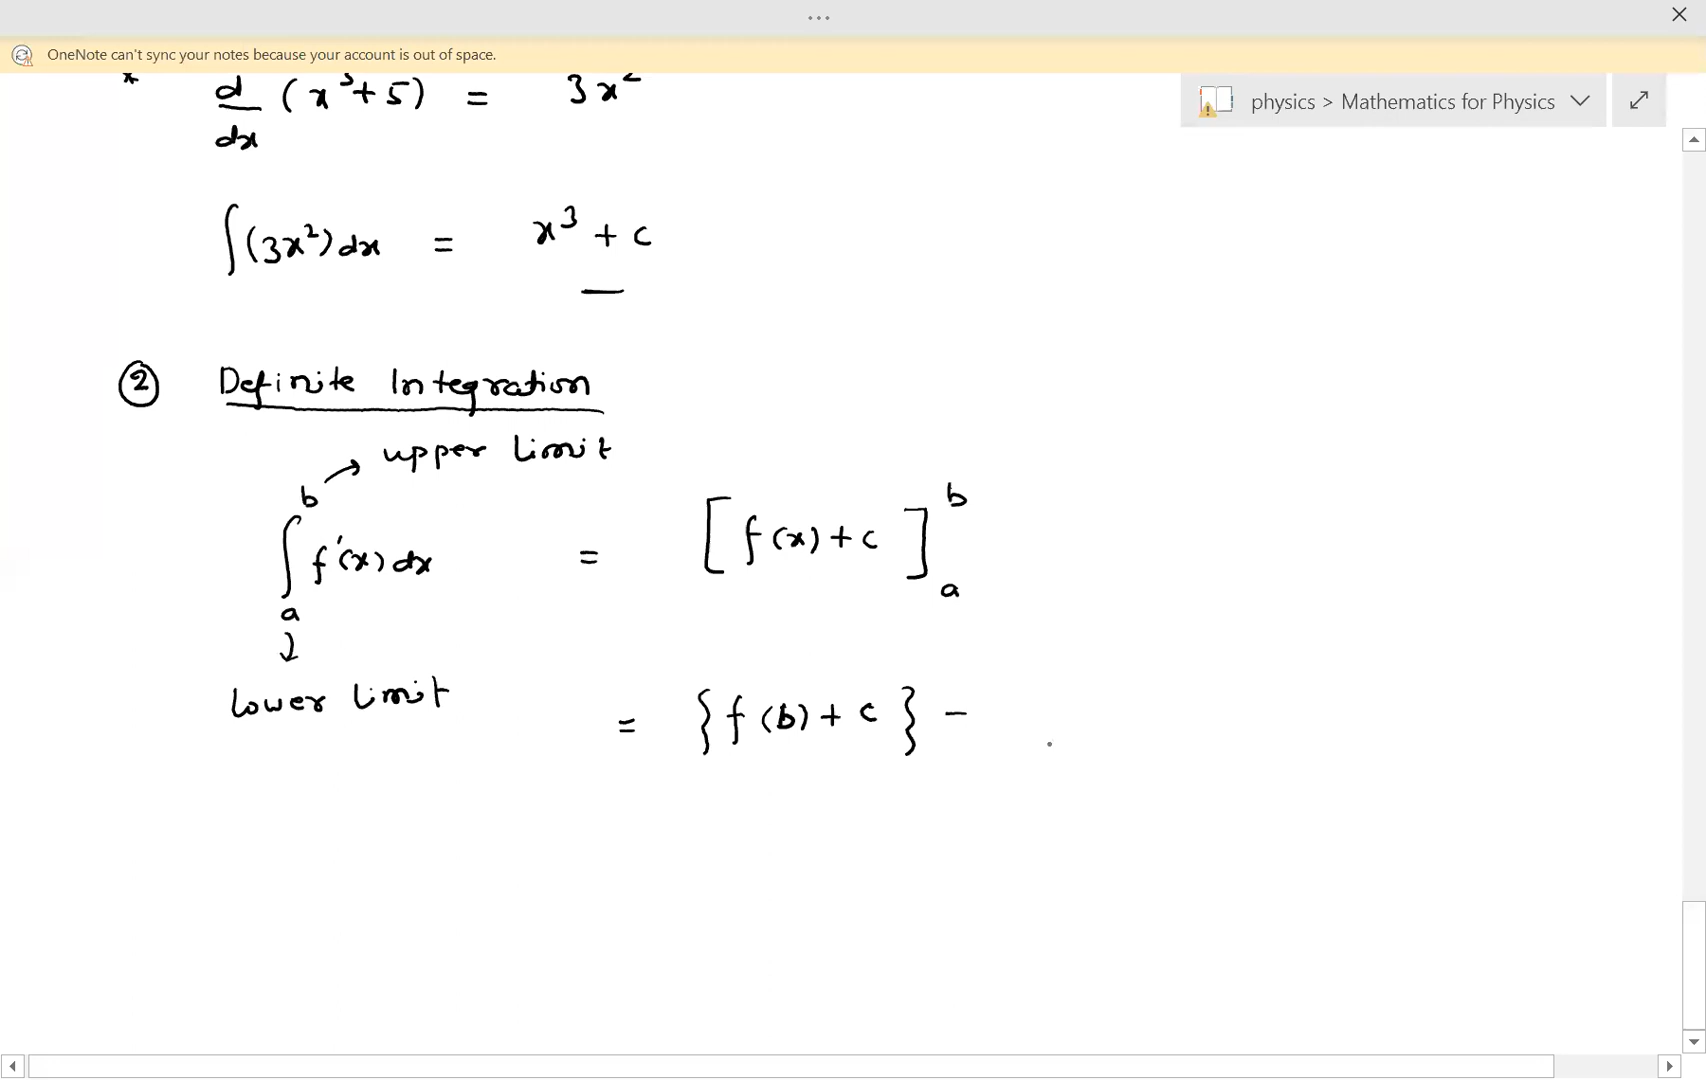 ...
OneNote can't sync your notes because your account is out of space.
physics > Mathematics for Physics
* d/dx (x³+5) = 3x²
∫(3x²)dx = x³ + c
② Definite Integration
b → upper limit
∫ f'(x) dx = [f(x)+c] b a
a
↓
lower limit
= {f(b)+c} −